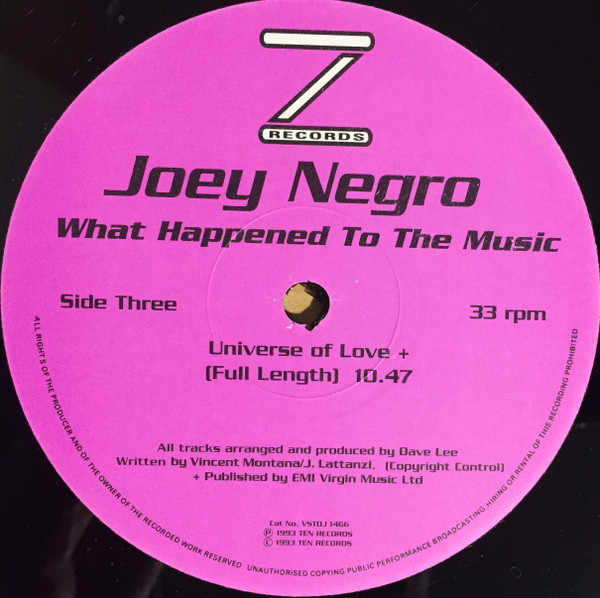 Z
RECORDS
Joey Negro
What Happened To The Music
Side Three
33 rpm
Universe of Love +
(Full Length) 10.47
All tracks arranged and produced by Dave Lee
Written by Vincent Montana/J. Lattanzi. (Copyright Control)
+ Published by EMI Virgin Music Ltd
Cat No. VSTDJ 1466
℗ 1993 TEN RECORDS
© 1993 TEN RECORDS
ALL RIGHTS OF THE PRODUCER AND OF THE OWNER OF THE RECORDED WORK RESERVED UNAUTHORISED COPYING PUBLIC PERFORMANCE BROADCASTING. HIRING OR RENTAL OF THIS RECORDING PROHIBITED